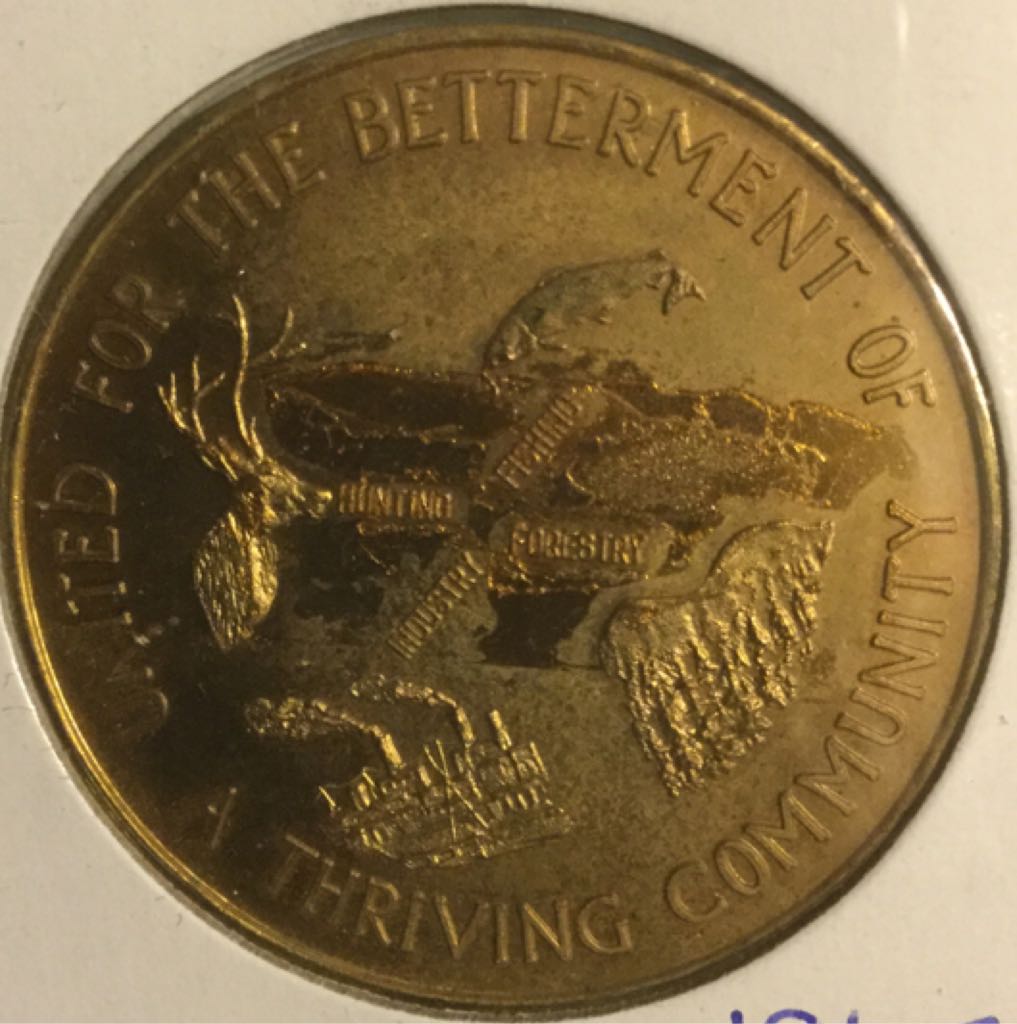 UNITED FOR THE BETTERMENT OF
A THRIVING COMMUNITY
FISHING
HUNTING
FORESTRY
INDUSTRY